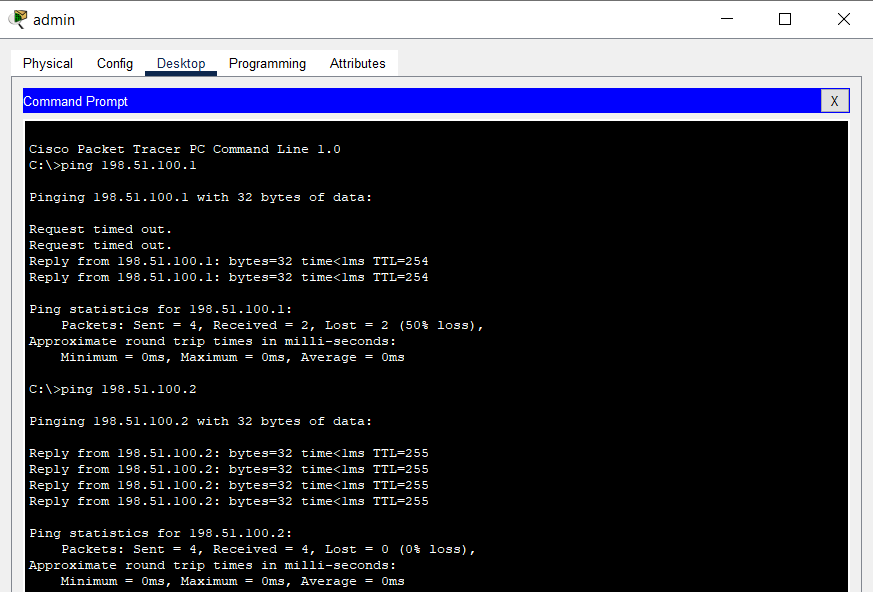 admin
Physical Config Desktop Programming Attributes
Command Prompt
X
Cisco Packet Tracer PC Command Line 1.0
C:\>ping 198.51.100.1
Pinging 198.51.100.1 with 32 bytes of data:
Request timed out.
Request timed out.
Reply from 198.51.100.1: bytes=32 time<1ms TTL=254
Reply from 198.51.100.1: bytes=32 time<1ms TTL=254
Ping statistics for 198.51.100.1:
Packets: Sent = 4, Received = 2, Lost = 2 (50% loss),
Approximate round trip times in milli-seconds:
Minimum = 0ms, Maximum = 0ms, Average = 0ms
C:\>ping 198.51.100.2
Pinging 198.51.100.2 with 32 bytes of data:
Reply from 198.51.100.2: bytes=32 time<1ms TTL=255
Reply from 198.51.100.2: bytes=32 time<1ms TTL=255
Reply from 198.51.100.2: bytes=32 time<1ms TTL=255
Reply from 198.51.100.2: bytes=32 time<1ms TTL=255
Ping statistics for 198.51.100.2:
Packets: Sent = 4, Received = 4, Lost = 0 (0% loss),
Approximate round trip times in milli-seconds:
Minimum = 0ms, Maximum = 0ms, Average = 0ms